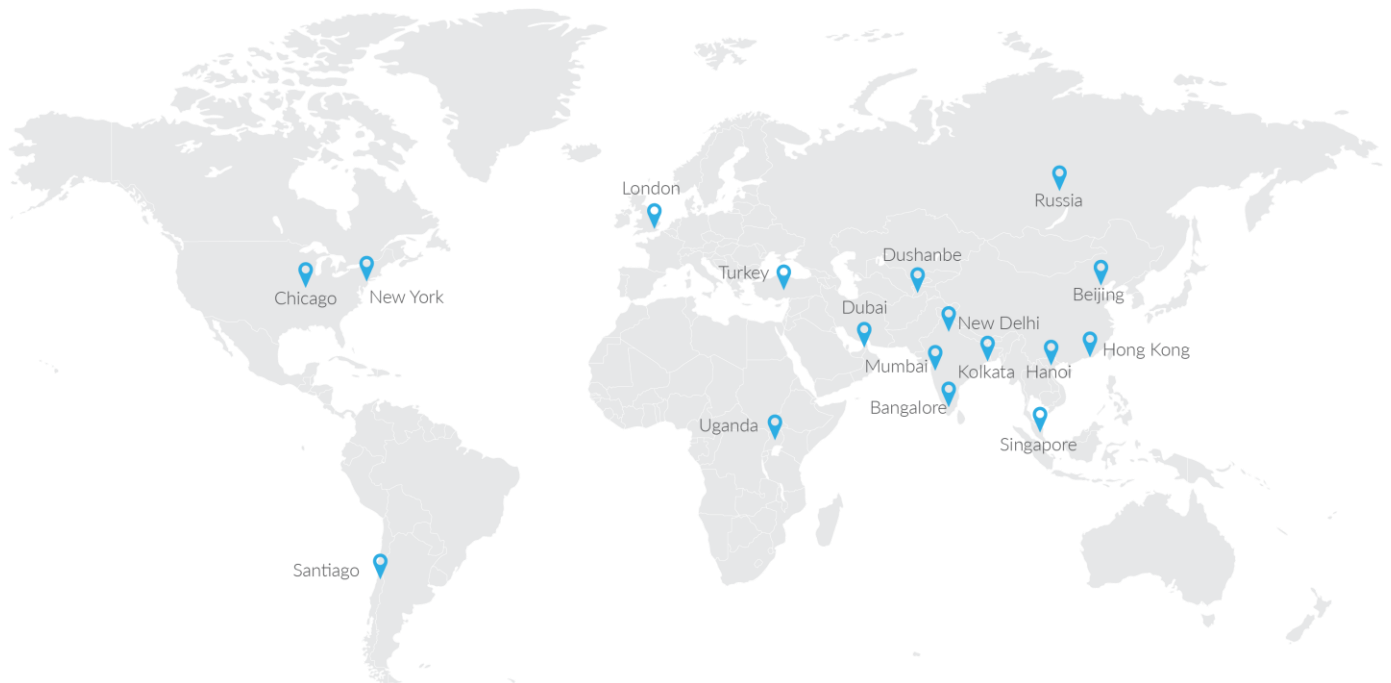 London
Russia
Dushanbe
Turkey
Beijing
Chicago
New York
Dubai
New Delhi
Hong Kong
Mumbai
Kolkata
Hanoi
Bangalore
Uganda
Singapore
Santiago